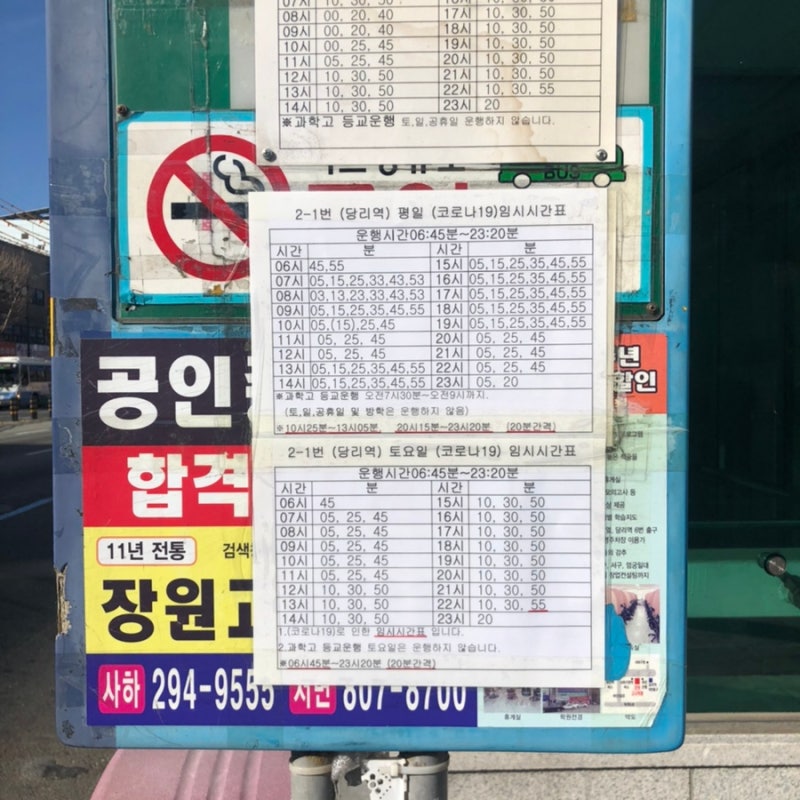 07시 10, 30, 50
08시 00, 20, 40 17시 10, 30, 50
09시 00, 20, 40 18시 10, 30, 50
10시 00, 25, 45 19시 10, 30, 50
11시 10, 30, 50 20시 10, 30, 50
12시 10, 30, 50 21시 10, 30, 50
13시 10, 30, 50 22시 10, 30, 55
14시 10, 30, 50 23시 20
※과학고 등교운행 토,일,공휴일 운행하지 않습니다.
BUS
2-1번 (당리역) 평일 (코로나19)임시시간표
운행시간06:45분~23:20분
시간 분 시간 분
06시 45,55 15시 05,15,25,35,45,55
07시 05,15,25,33,43,53 16시 05,15,25,35,45,55
08시 03,13,23,33,43,53 17시 05,15,25,35,45,55
09시 05,15,25,35,45,55 18시 05,15,25,35,45,55
10시 05,(15),25,45 19시 05,15,25,35,45,55
11시 05, 25, 45 20시 05, 25, 45
12시 05, 25, 45 21시 05, 25, 45
13시 05,15,25,35,45,55 22시 05, 25, 45
14시 05,15,25,35,45,55 23시 05, 20
※과학고 등교운행 오전7시30분~오전9시까지.
(토,일,공휴일 및 방학은 운행하지 않음)
※10시25분~13시05분, 20시15분~23시20분 (20분간격)
2-1번 (당리역) 토요일 (코로나19) 임시시간표
운행시간06:45분~23:20분
시간 분 시간 분
06시 45 15시 10, 30, 50
07시 05, 25, 45 16시 10, 30, 50
08시 05, 25, 45 17시 10, 30, 50
09시 05, 25, 45 18시 10, 30, 50
10시 05, 25, 45 19시 10, 30, 50
11시 05, 25, 45 20시 10, 30, 50
12시 10, 30, 50 21시 10, 30, 50
13시 10, 30, 50 22시 10, 30, 55
14시 10, 30, 50 23시 20
1.(코로나19)로 인한 임시시간표 입니다.
2.과학고 등교운행 토요일은 운행하지 않습니다.
※06시45분~23시20분 (20분간격)
공인
합격
11년 전통 검색
장원고
사하 294-9555 807-8700
년
할인
휴게실 학원전경 약도